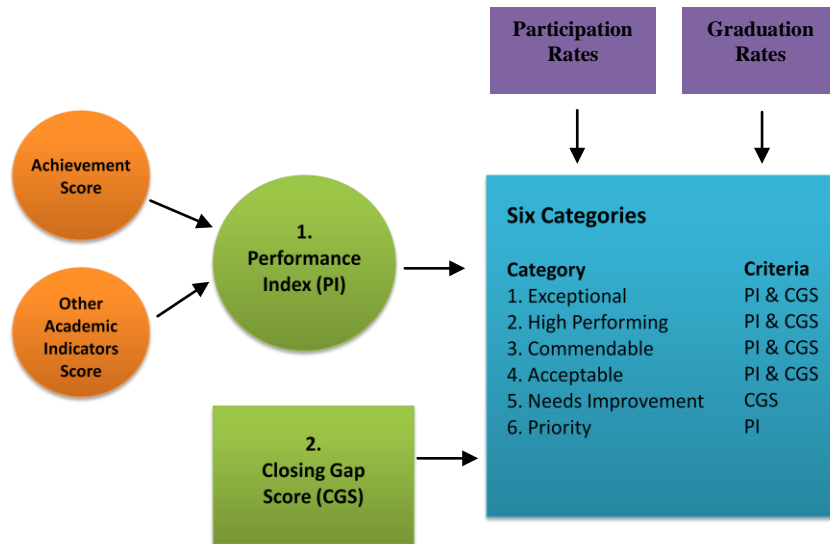 Participation
Rates
Graduation
Rates
Achievement
Score
Other
Academic
Indicators
Score
1.
Performance
Index (PI)
2.
Closing Gap
Score (CGS)
Six Categories
Category Criteria
1. Exceptional PI & CGS
2. High Performing PI & CGS
3. Commendable PI & CGS
4. Acceptable PI & CGS
5. Needs Improvement CGS
6. Priority PI